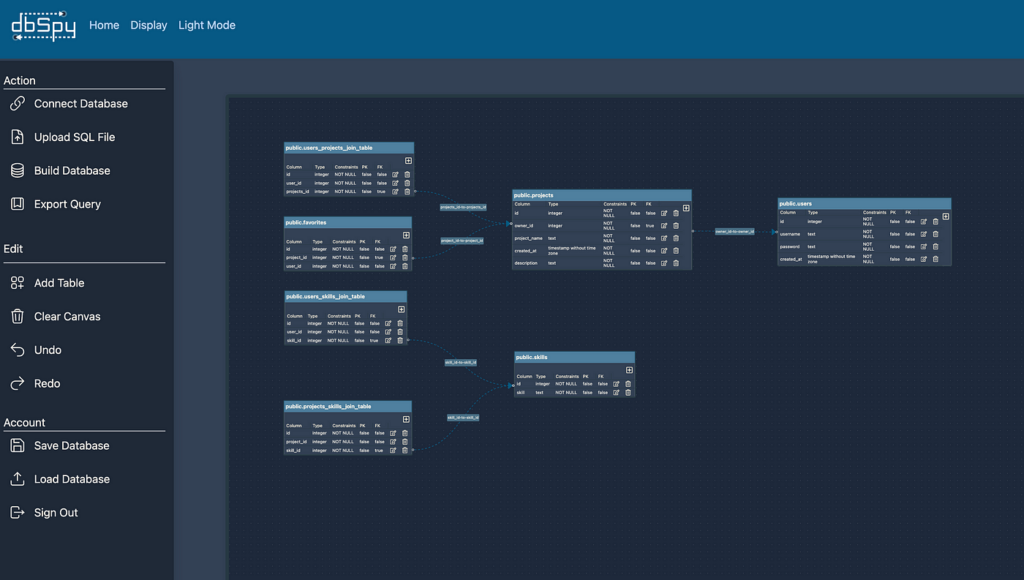 dbSpy
Home Display Light Mode
Action
Connect Database
Upload SQL File
Build Database
Export Query
Edit
Add Table
Clear Canvas
Undo
Redo
Account
Save Database
Load Database
Sign Out
public.users_projects_join_table
Column Type Constraints PK FK
id integer NOT NULL false false
user_id integer NOT NULL false false
projects_id integer NOT NULL false true
public.favorites
Column Type Constraints PK FK
id integer NOT NULL false false
project_id integer NOT NULL false true
user_id integer NOT NULL false false
public.users_skills_join_table
Column Type Constraints PK FK
id integer NOT NULL false false
user_id integer NOT NULL false false
skill_id integer NOT NULL false true
public.projects_skills_join_table
Column Type Constraints PK FK
id integer NOT NULL false false
project_id integer NOT NULL false false
skill_id integer NOT NULL false true
projects_id-to-projects_id
project_id-to-project_id
skill_id-to-skill_id
skill_id-to-skill_id
public.projects
Column Type Constraints PK FK
id integer NOT NULL false false
owner_id integer NOT NULL false true
project_name text NOT NULL false false
created_at timestamp without time zone NOT NULL false false
description text NOT NULL false false
public.skills
Column Type Constraints PK FK
id integer NOT NULL false false
skill text NOT NULL false false
owner_id-to-owner_id
public.users
Column Type Constraints PK FK
id integer NOT NULL false false
username text NOT NULL false false
password text NOT NULL false false
created_at timestamp without time zone NOT NULL false false